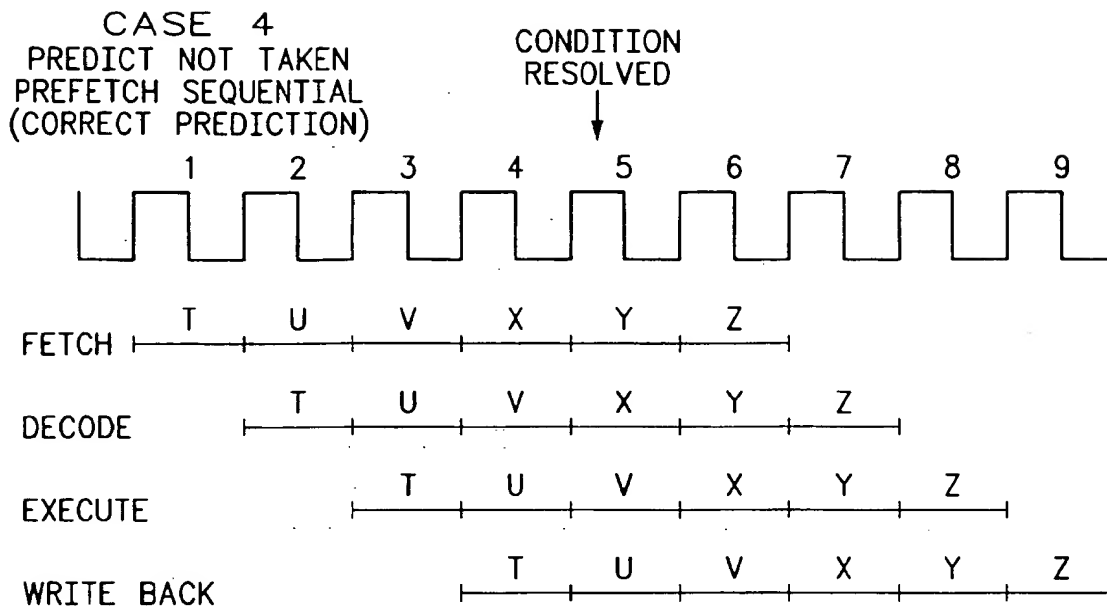 CASE 4
PREDICT NOT TAKEN
PREFETCH SEQUENTIAL
(CORRECT PREDICTION)
CONDITION
RESOLVED
1 2 3 4 5 6 7 8 9
T U V X Y Z
FETCH
T U V X Y Z
DECODE
T U V X Y Z
EXECUTE
T U V X Y Z
WRITE BACK